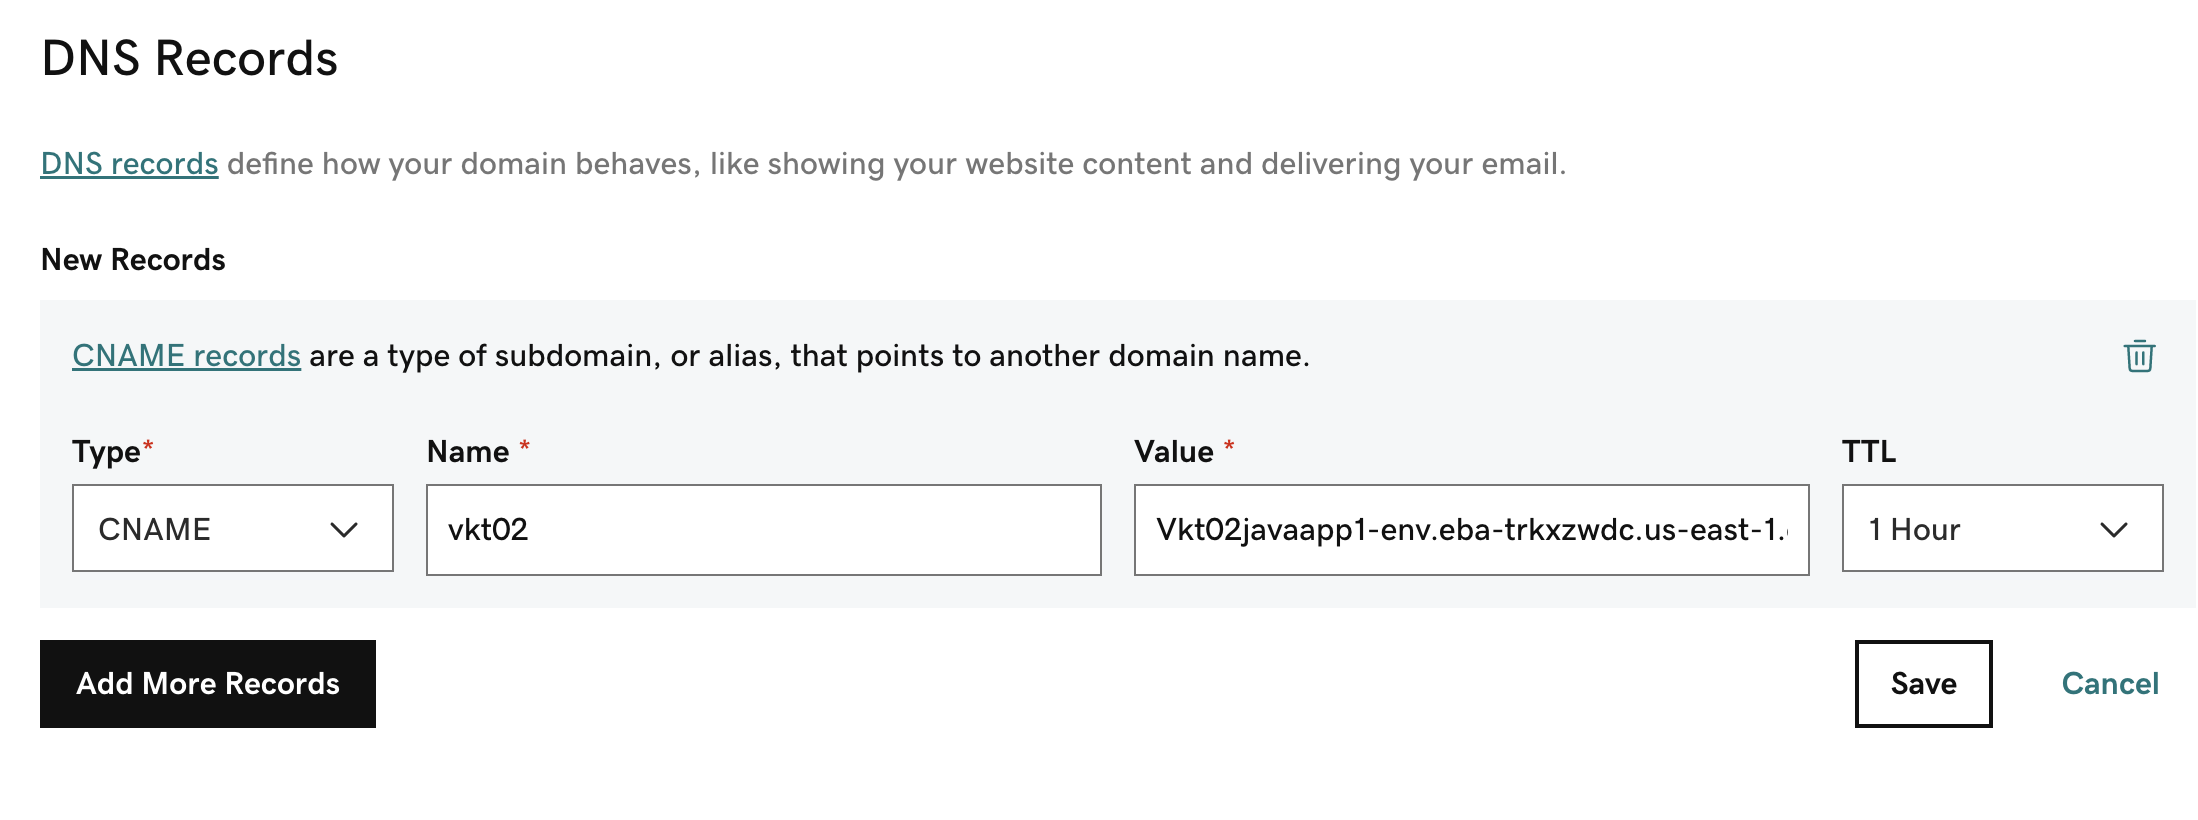 DNS Records
DNS records define how your domain behaves, like showing your website content and delivering your email.
New Records
CNAME records are a type of subdomain, or alias, that points to another domain name.
Type* Name * Value * TTL
CNAME vkt02 Vkt02javaapp1-env.eba-trkxzwdc.us-east-1. 1 Hour
Add More Records Save Cancel